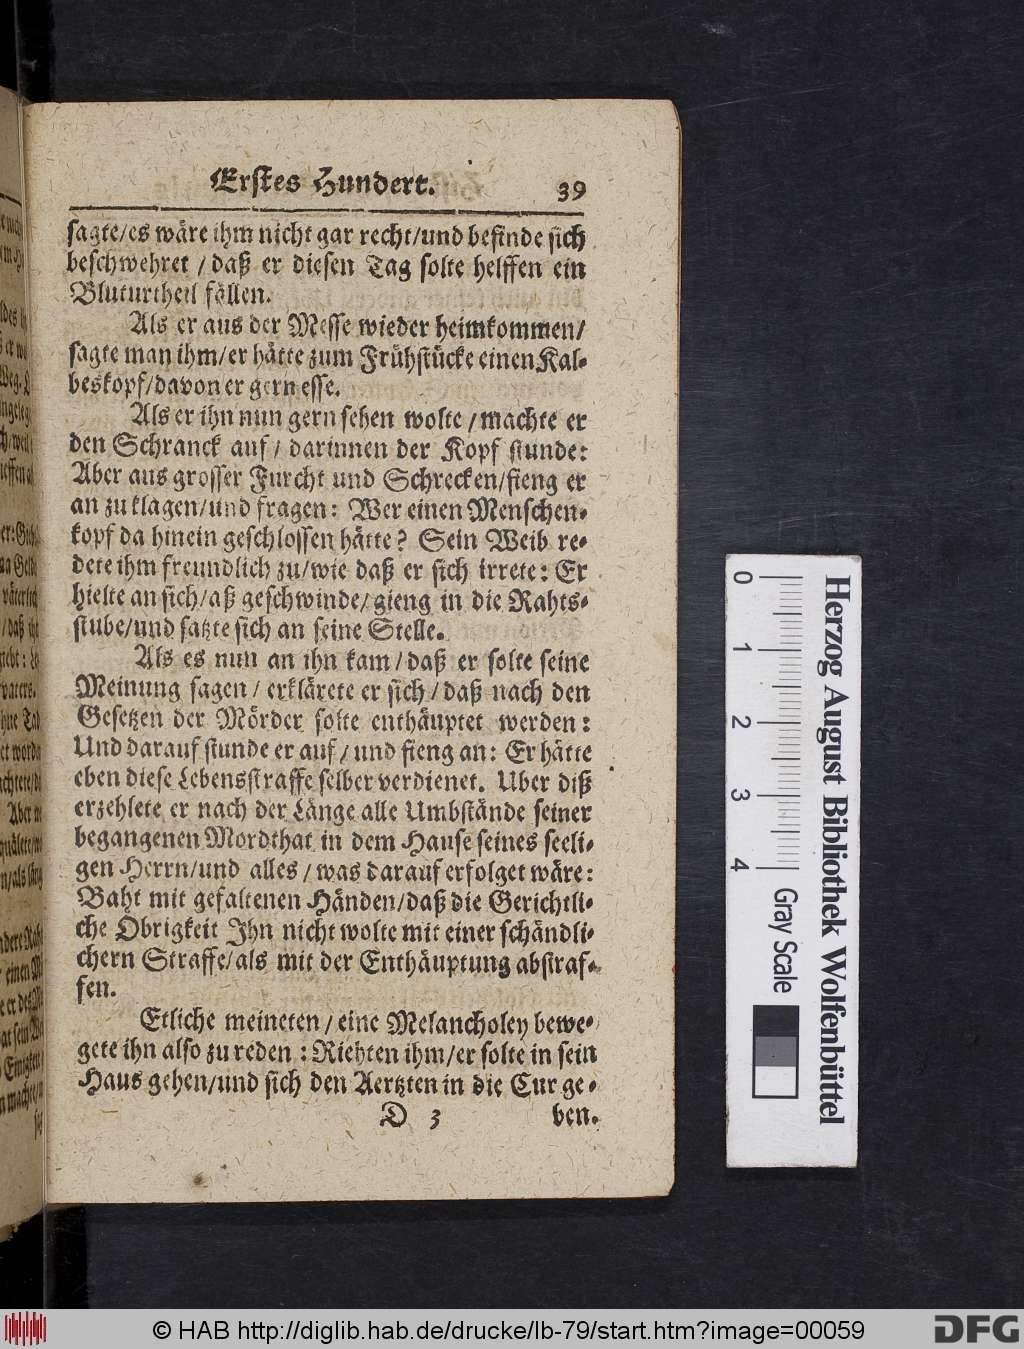 Erstes Hundert. 39
sagte/es wäre ihm nicht gar recht/und befinde sich
beschwehret / daß er diesen Tag solte helffen ein
Bluturtheil fällen.
Als er aus der Messe wieder heimkommen/
sagte man ihm/er hätte zum Frühstücke einen Kal-
beskopf/davon er gern esse.
Als er ihn nun gern sehen wolte / machte er
den Schranck auf / darinnen der Kopf stunde:
Aber aus grosser Furcht und Schrecken/fieng er
an zu klagen/und fragen: Wer einen Menschen-
kopf da hinein geschlossen hätte? Sein Weib re-
dete ihm freundlich zu/wie daß er sich irrete: Er
hielte an sich/aß geschwinde/gieng in die Rahts-
stube/und satzte sich an seine Stelle.
Als es nun an ihn kam / daß er solte seine
Meinung sagen / erklärete er sich / daß nach den
Gesetzen der Mörder solte enthäuptet werden:
Und darauf stunde er auf / und fieng an: Er hätte
eben diese Lebensstraffe selber verdienet. Uber diß
erzehlete er nach der Länge alle Umbstände seiner
begangenen Mordthat in dem Hause seines seeli-
gen Herrn/und alles / was darauf erfolget wäre:
Baht mit gefaltenen Händen/daß die Gerichtli-
che Obrigkeit Ihn nicht wolte mit einer schändli-
chern Straffe/als mit der Enthäuptung abstraf-
fen.
Etliche meineten / eine Melancholey bewe-
gete ihn also zu reden : Riehten ihm/er solte in sein
Haus gehen/und sich den Aertzten in die Cur ge-
D 3 ben.
0 1 2 3 4
Gray Scale
Herzog August Bibliothek Wolfenbüttel
© HAB http://diglib.hab.de/drucke/lb-79/start.htm?image=00059
DFG